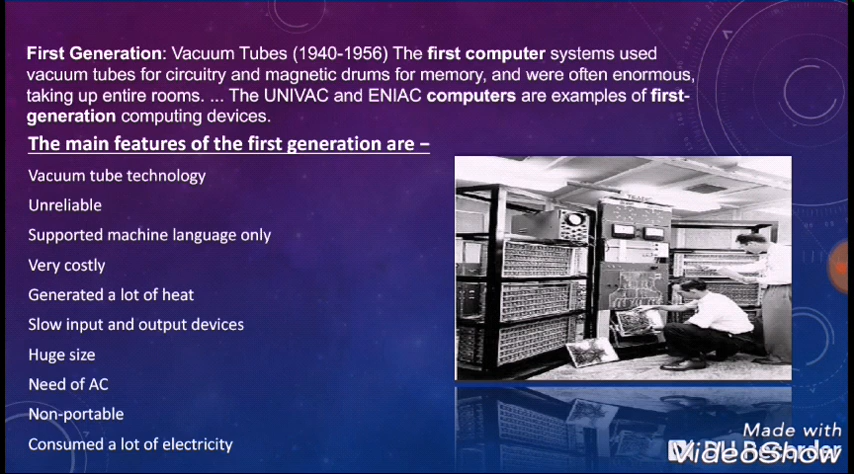 First Generation: Vacuum Tubes (1940-1956) The first computer systems used
vacuum tubes for circuitry and magnetic drums for memory, and were often enormous,
taking up entire rooms. ... The UNIVAC and ENIAC computers are examples of first-
generation computing devices.
The main features of the first generation are –
Vacuum tube technology
Unreliable
Supported machine language only
Very costly
Generated a lot of heat
Slow input and output devices
Huge size
Need of AC
Non-portable
Consumed a lot of electricity
Made with
VideoShow